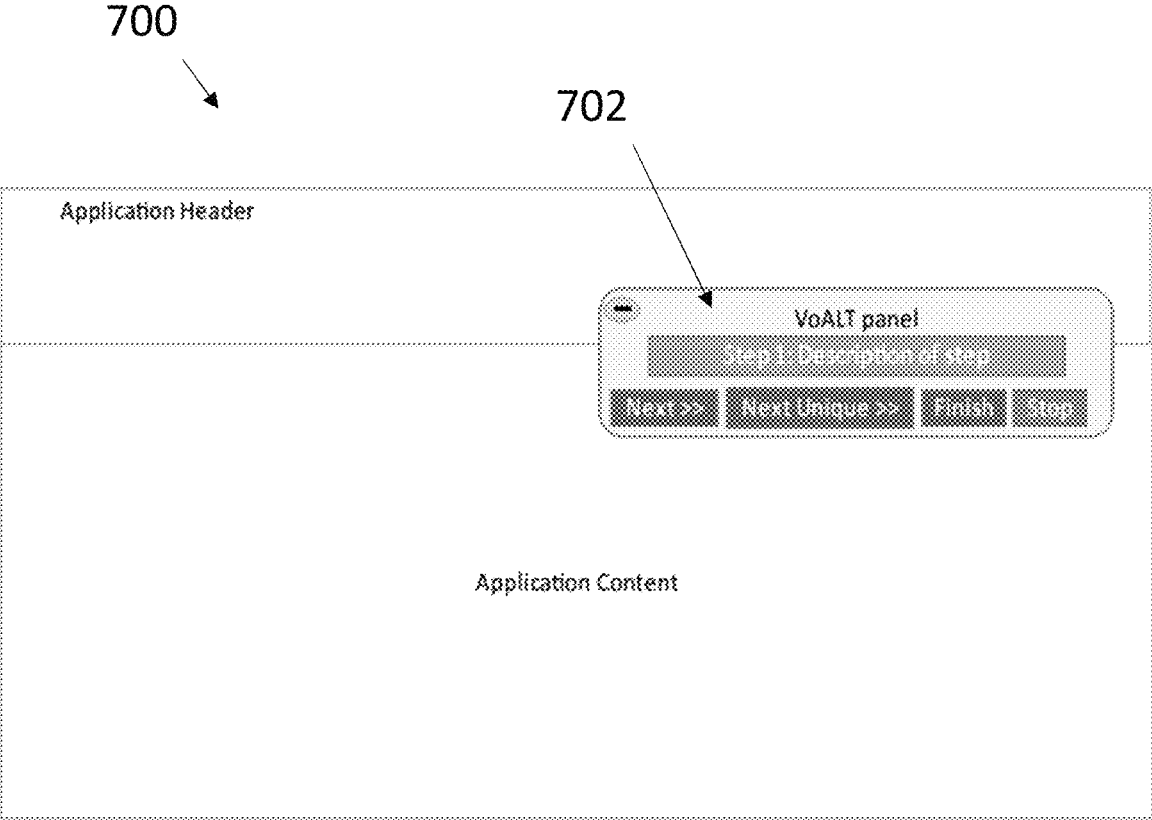 700
702
Application Header
VoALT panel
Step 1: Description of step
Next >> Next Unique >> Finish Stop
Application Content